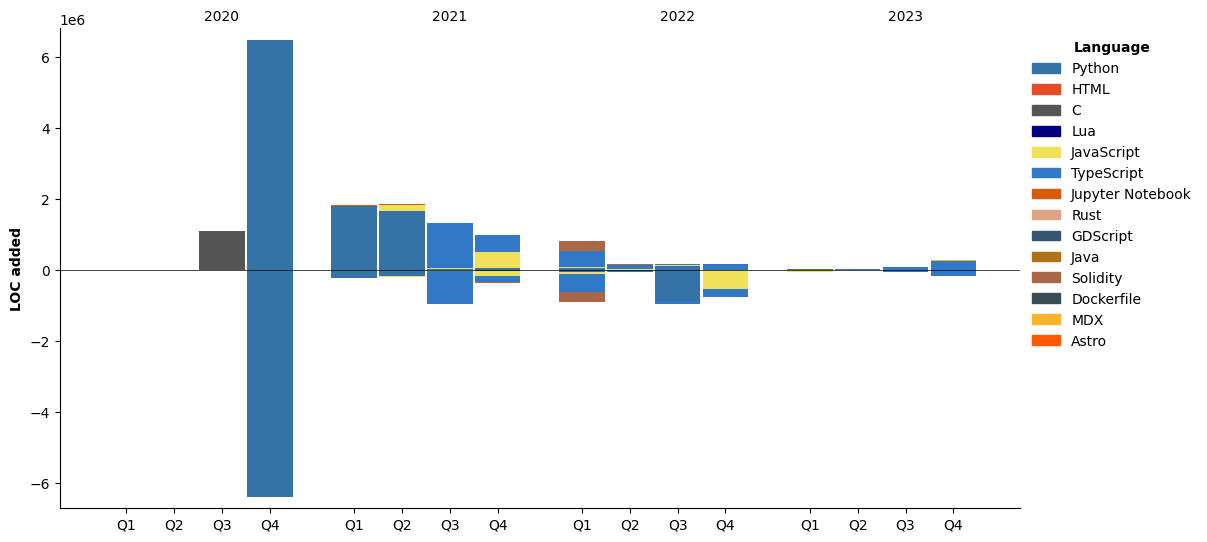 1e6
2020 2021 2022 2023
6
4
2
0
−2
−4
−6
LOC added
Q1 Q2 Q3 Q4 Q1 Q2 Q3 Q4 Q1 Q2 Q3 Q4 Q1 Q2 Q3 Q4
Language
Python
HTML
C
Lua
JavaScript
TypeScript
Jupyter Notebook
Rust
GDScript
Java
Solidity
Dockerfile
MDX
Astro